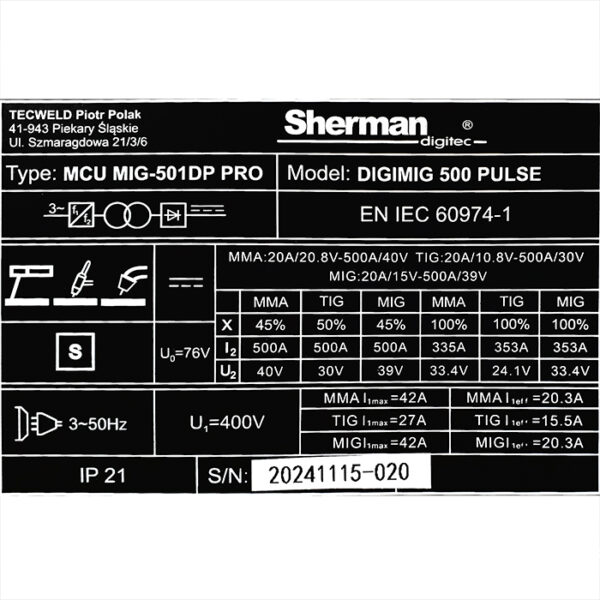 TECWELD Piotr Polak
41-943 Piekary Śląskie
Ul. Szmaragdowa 21/3/6
Sherman ®
digitec
Type: MCU MIG-501DP PRO
Model: DIGIMIG 500 PULSE
3~ f1 f2
EN IEC 60974-1
MMA:20A/20.8V-500A/40V TIG:20A/10.8V-500A/30V
MIG:20A/15V-500A/39V
MMA TIG MIG MMA TIG MIG
X 45% 50% 45% 100% 100% 100%
S U0=76V I2 500A 500A 500A 335A 353A 353A
U2 40V 30V 39V 33.4V 24.1V 33.4V
3~50Hz U1=400V
MMA I1max=42A MMA I1eff=20.3A
TIG I1max=27A TIG I1eff=15.5A
MIGI1max=42A MIGI1eff=20.3A
IP 21 S/N: 20241115-020